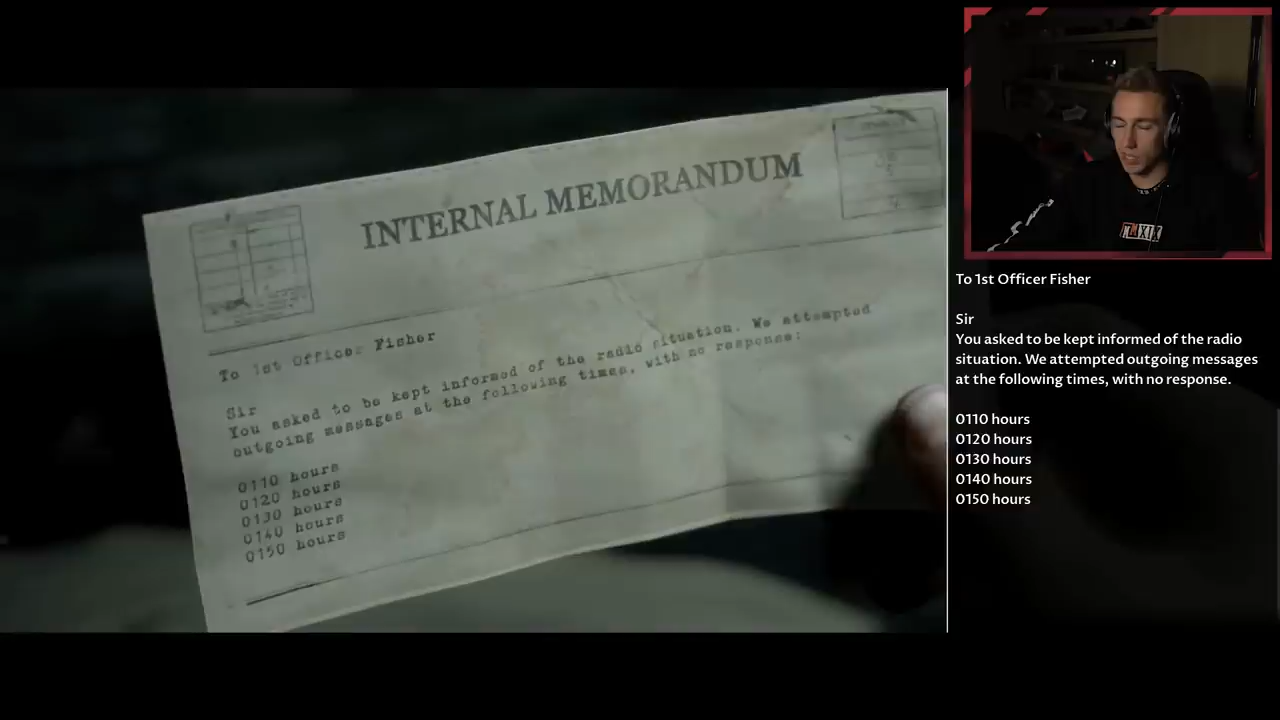 INTERNAL MEMORANDUM
To 1st Officer Fisher
Sir
You asked to be kept informed of the radio situation. We attempted
outgoing messages at the following times, with no response:
0110 hours
0120 hours
0130 hours
0140 hours
0150 hours
To 1st Officer Fisher
Sir
You asked to be kept informed of the radio
situation. We attempted outgoing messages
at the following times, with no response.
0110 hours
0120 hours
0130 hours
0140 hours
0150 hours